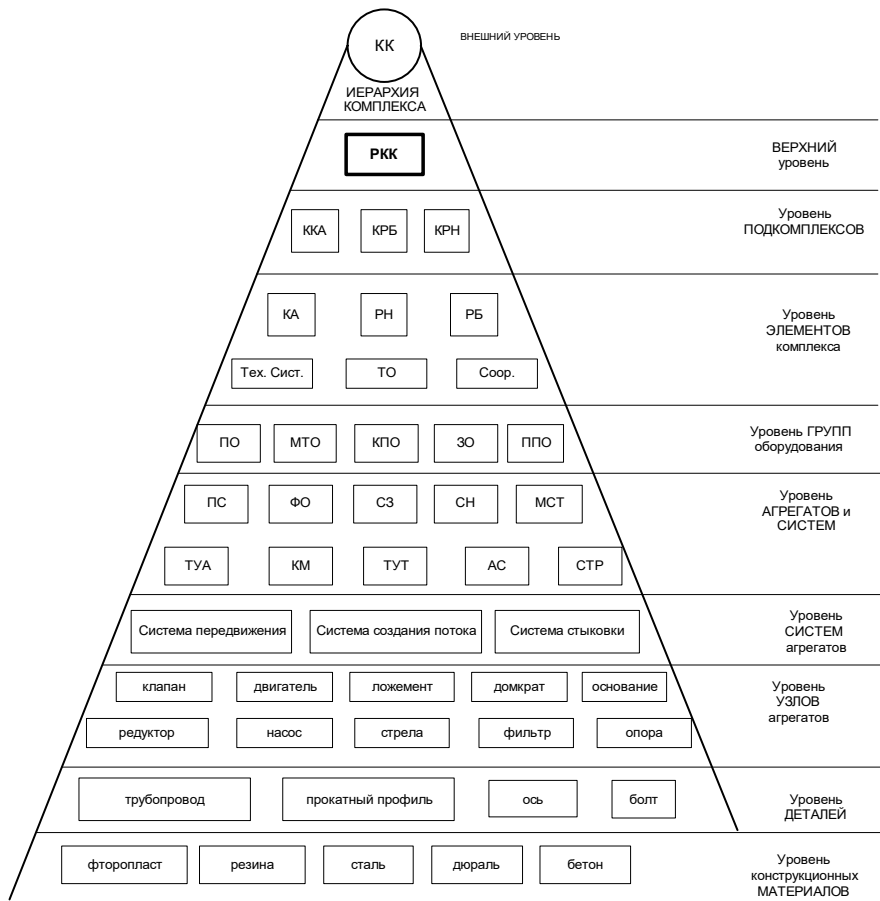 КК
ВНЕШНИЙ УРОВЕНЬ
ИЕРАРХИЯ
КОМПЛЕКСА
РКК
ВЕРХНИЙ
уровень
ККА КРБ КРН
Уровень
ПОДКОМПЛЕКСОВ
КА РН РБ
Тех. Сист. ТО Соор.
Уровень
ЭЛЕМЕНТОВ
комплекса
ПО МТО КПО ЗО ППО
Уровень ГРУПП
оборудования
ПС ФО СЗ СН МСТ
ТУА КМ ТУТ АС СТР
Уровень
АГРЕГАТОВ и
СИСТЕМ
Система передвижения Система создания потока Система стыковки
Уровень
СИСТЕМ
агрегатов
клапан двигатель ложемент домкрат основание
редуктор насос стрела фильтр опора
Уровень
УЗЛОВ
агрегатов
трубопровод прокатный профиль ось болт
Уровень
ДЕТАЛЕЙ
фторопласт резина сталь дюраль бетон
Уровень
конструкционных
МАТЕРИАЛОВ